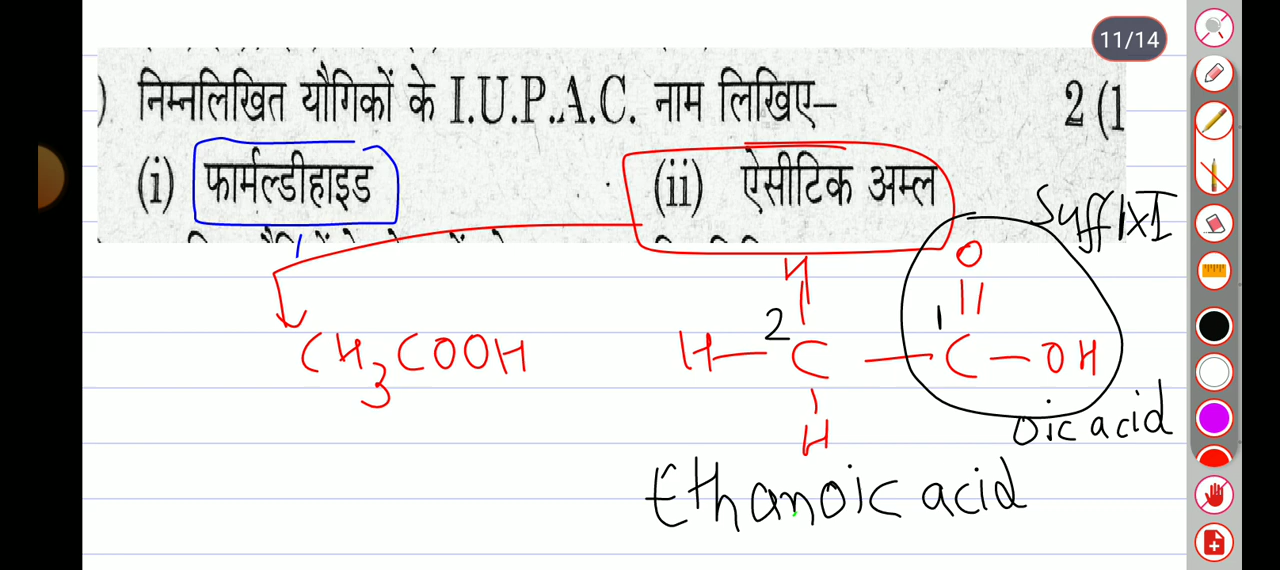 11/14
) निम्नलिखित यौगिकों के I.U.P.A.C. नाम लिखिए– 2 (1
(i) फार्मल्डीहाइड (ii) ऐसीटिक अम्ल
Suffix
H O
2 1
CH3COOH H — C — C — OH
H
oic acid
Ethanoic acid